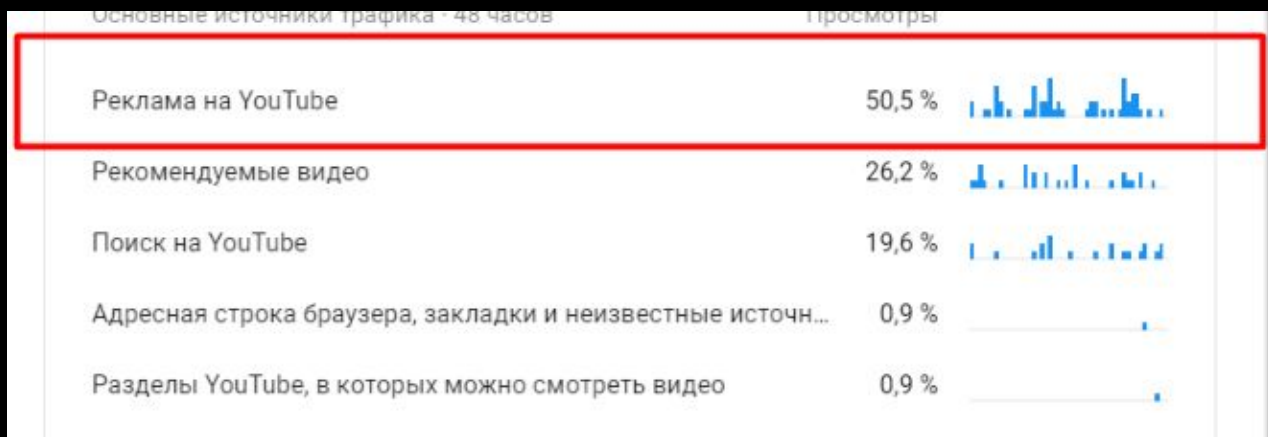 Основные источники трафика · 48 часов Просмотры
Реклама на YouTube 50,5 %
Рекомендуемые видео 26,2 %
Поиск на YouTube 19,6 %
Адресная строка браузера, закладки и неизвестные источн... 0,9 %
Разделы YouTube, в которых можно смотреть видео 0,9 %